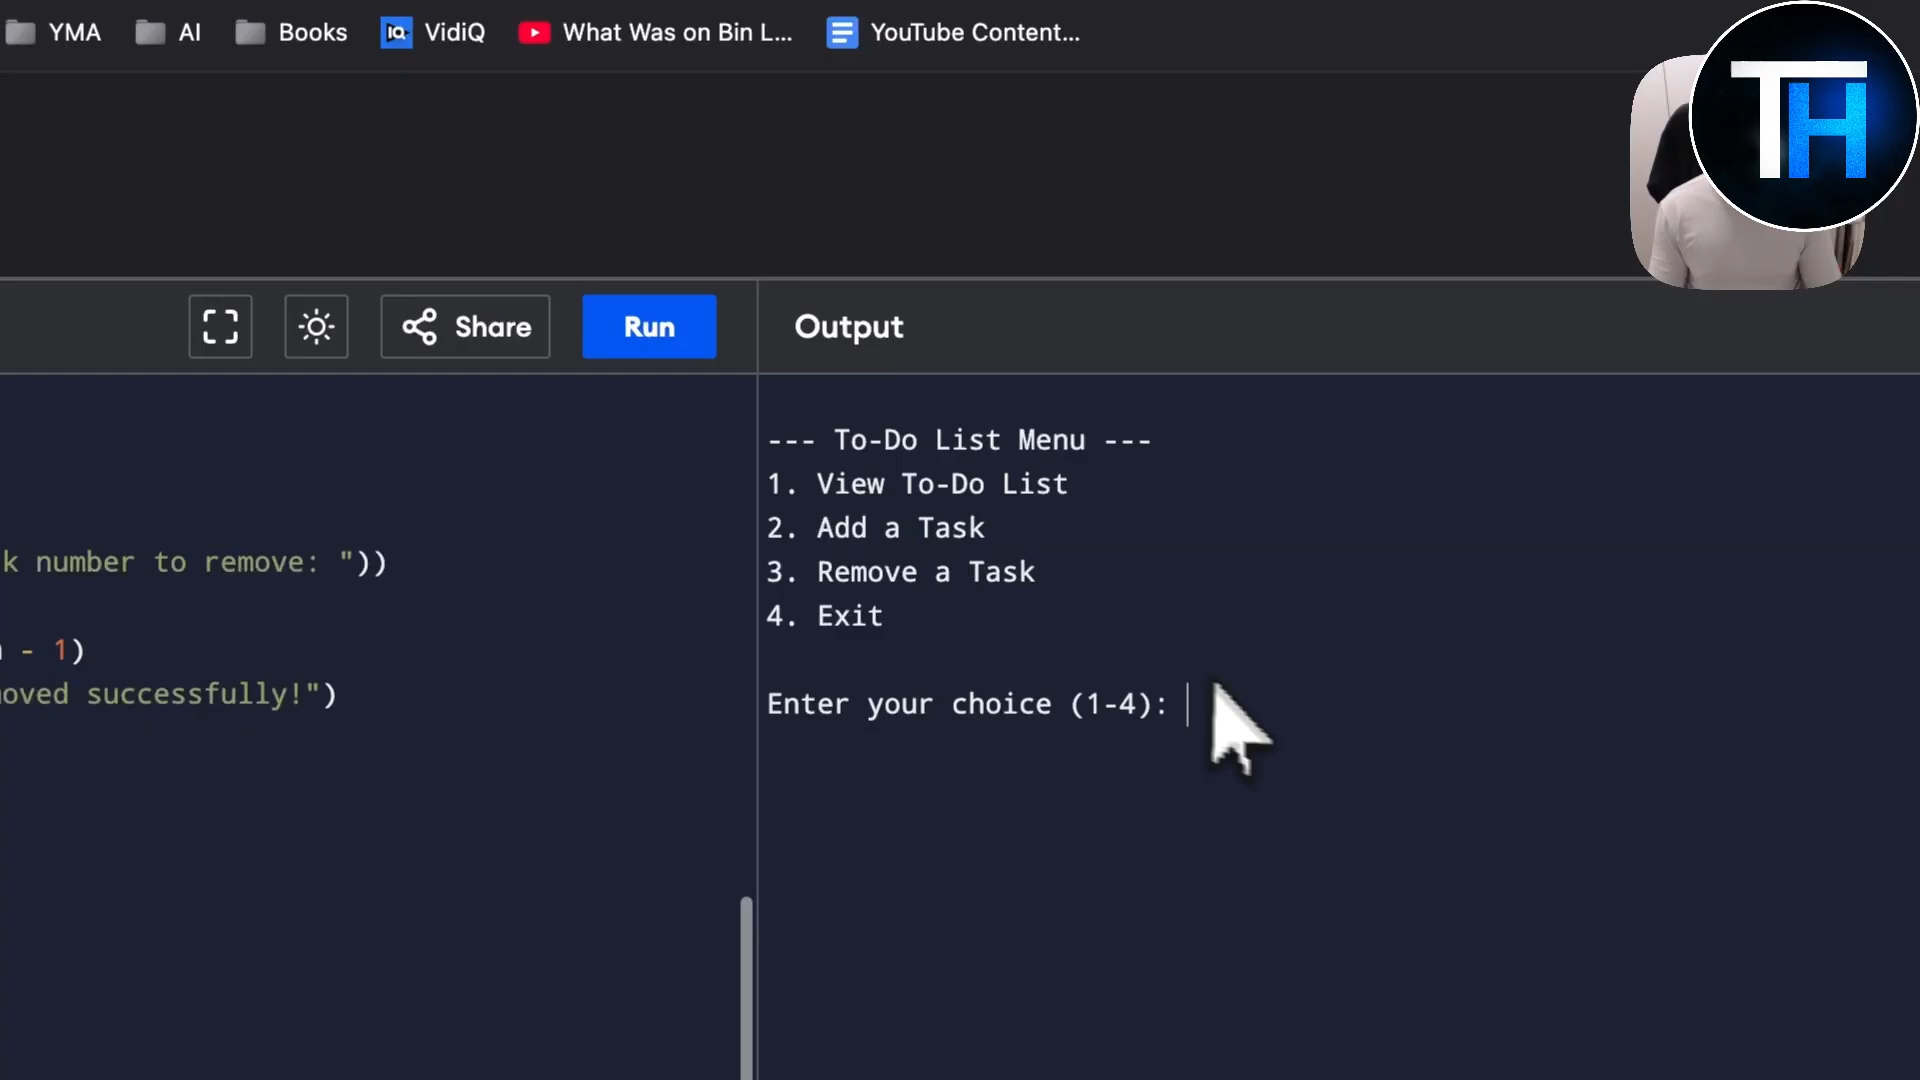 YMA AI Books VidiQ What Was on Bin L... YouTube Content...
TH
Share Run Output
--- To-Do List Menu ---
1. View To-Do List
2. Add a Task
3. Remove a Task
4. Exit
Enter your choice (1-4):
k number to remove: "))
- 1)
oved successfully!")